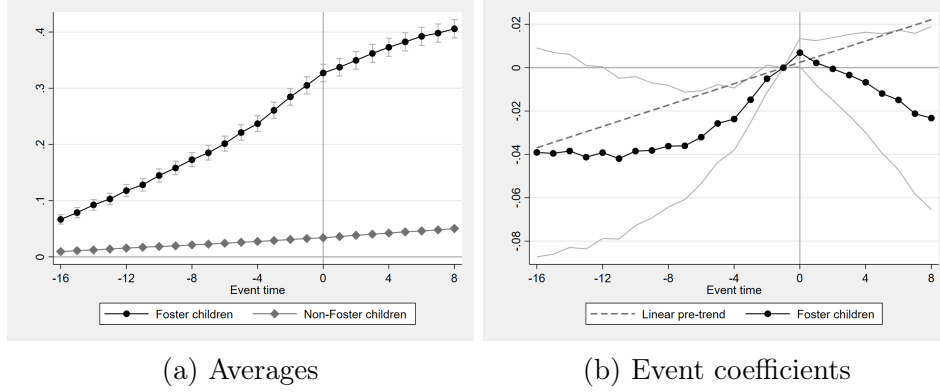 .4
.3
.2
.1
0
-16 -12 -8 -4 0 4 8
Event time
Foster children Non-Foster children
(a) Averages
.02
0
-.02
-.04
-.06
-.08
-16 -12 -8 -4 0 4 8
Event time
Linear pre-trend Foster children
(b) Event coefficients